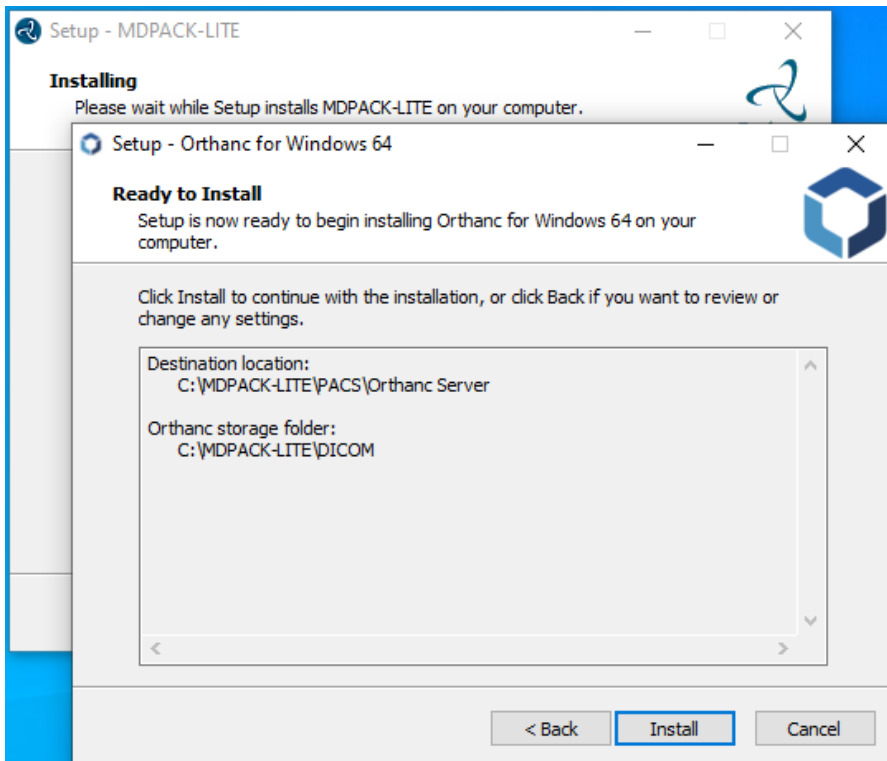 Setup - MDPACK-LITE
Installing
Please wait while Setup installs MDPACK-LITE on your computer.
Setup - Orthanc for Windows 64
Ready to Install
Setup is now ready to begin installing Orthanc for Windows 64 on your
computer.
Click Install to continue with the installation, or click Back if you want to review or
change any settings.
Destination location:
C:\MDPACK-LITE\PACS\Orthanc Server
Orthanc storage folder:
C:\MDPACK-LITE\DICOM
< Back
Install
Cancel